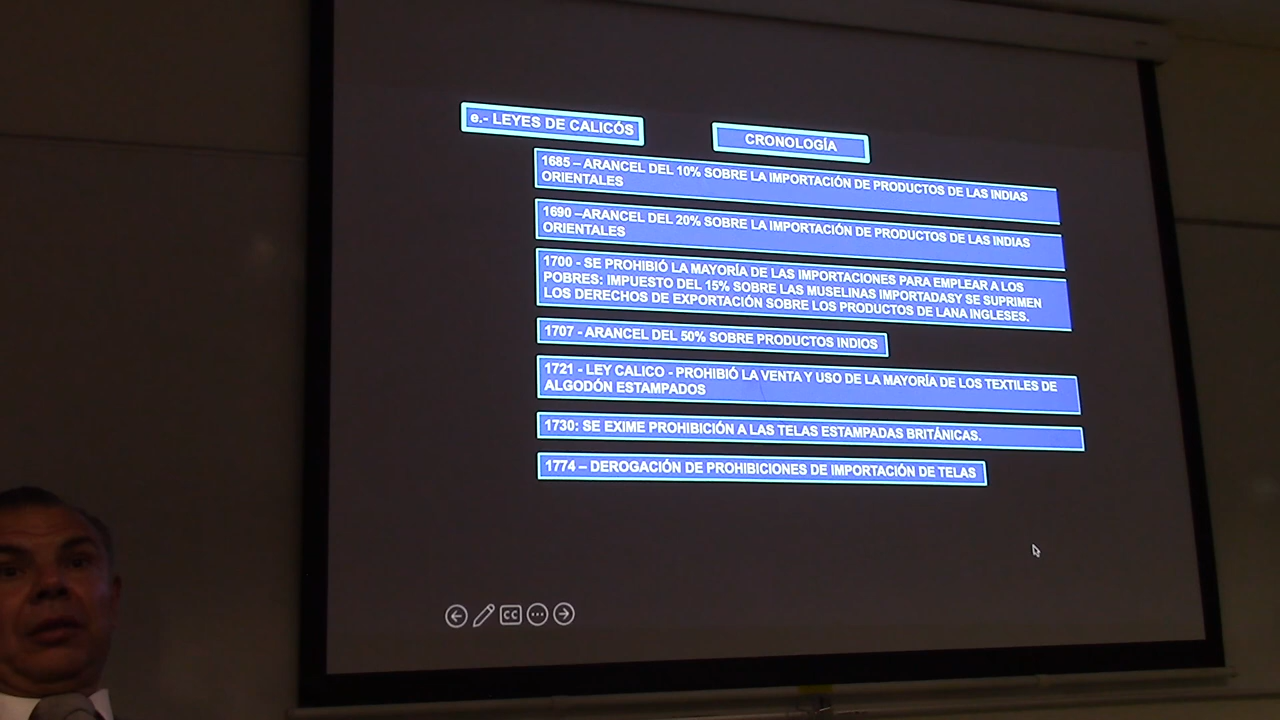 e.- LEYES DE CALICÓS
CRONOLOGÍA
1685 – ARANCEL DEL 10% SOBRE LA IMPORTACIÓN DE PRODUCTOS DE LAS INDIAS
ORIENTALES
1690 –ARANCEL DEL 20% SOBRE LA IMPORTACIÓN DE PRODUCTOS DE LAS INDIAS
ORIENTALES
1700 - SE PROHIBIÓ LA MAYORÍA DE LAS IMPORTACIONES PARA EMPLEAR A LOS
POBRES: IMPUESTO DEL 15% SOBRE LAS MUSELINAS IMPORTADASY SE SUPRIMEN
LOS DERECHOS DE EXPORTACIÓN SOBRE LOS PRODUCTOS DE LANA INGLESES.
1707 - ARANCEL DEL 50% SOBRE PRODUCTOS INDIOS
1721 - LEY CALICO - PROHIBIÓ LA VENTA Y USO DE LA MAYORÍA DE LOS TEXTILES DE
ALGODÓN ESTAMPADOS
1730: SE EXIME PROHIBICIÓN A LAS TELAS ESTAMPADAS BRITÁNICAS.
1774 – DEROGACIÓN DE PROHIBICIONES DE IMPORTACIÓN DE TELAS
CC